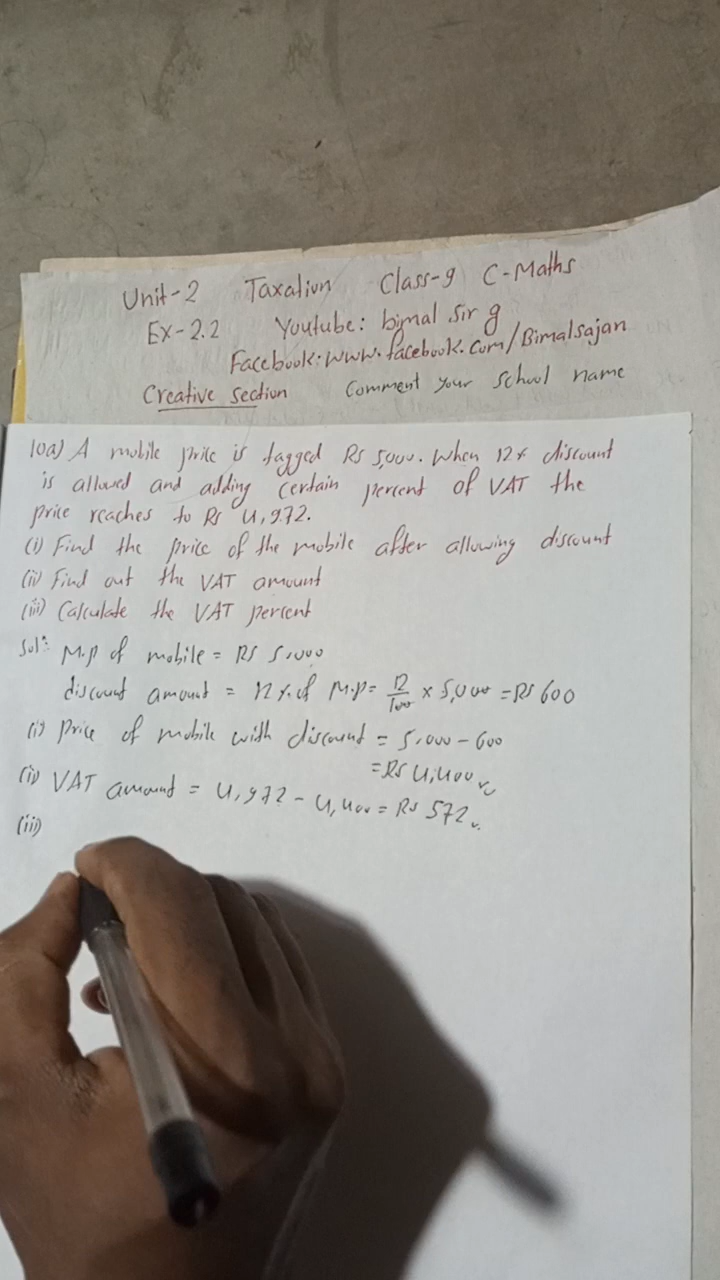 Unit-2 Taxation Class-9 C-Maths
Ex-2.2 Youtube: bimal sir g
Facebook: www.facebook.com/Bimalsajan
Creative section Comment your school name
10a) A mobile price is tagged Rs 5,000. When 12% discount
is allowed and adding certain percent of VAT the
price reaches to Rs 4,972.
(i) Find the price of the mobile after allowing discount
(ii) Find out the VAT amount
(iii) Calculate the VAT percent
Solⁿ: M.p of mobile = Rs 5,000
discount amount = 12% of M.p = 12/100 × 5,000 = Rs 600
(i) Price of mobile with discount = 5,000 - 600
= Rs 4,400
(ii) VAT amount = 4,972 - 4,400 = Rs 572
(iii)